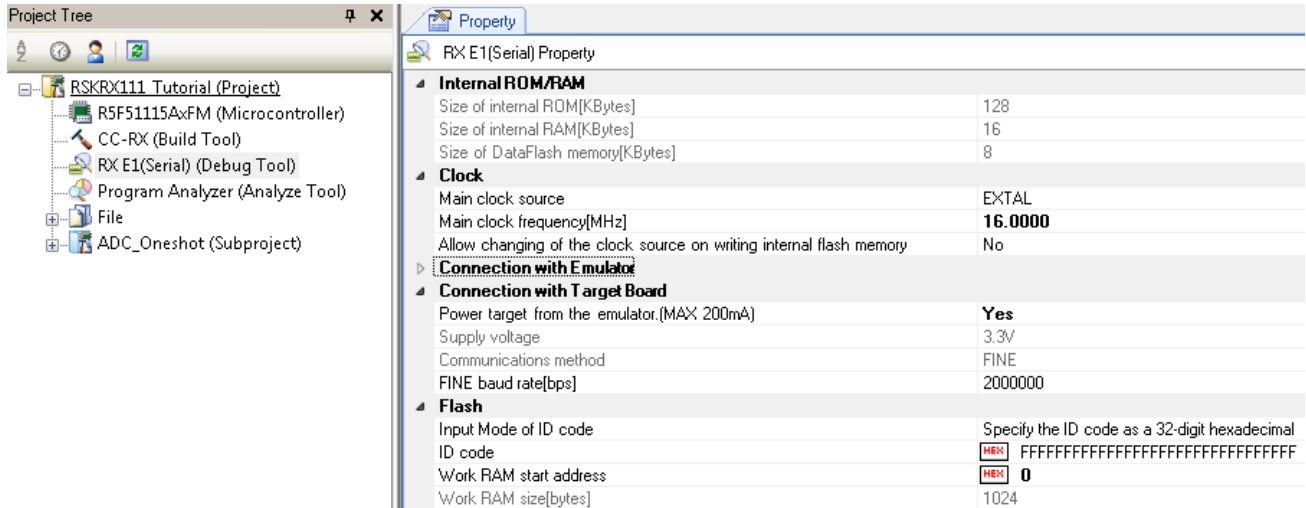 Project Tree
RSKRX111_Tutorial (Project)
R5F51115AxFM (Microcontroller)
CC-RX (Build Tool)
RX E1(Serial) (Debug Tool)
Program Analyzer (Analyze Tool)
File
ADC_Oneshot (Subproject)
Property
RX E1(Serial) Property
Internal ROM/RAM
Size of internal ROM[KBytes] 128
Size of internal RAM[KBytes] 16
Size of DataFlash memory[KBytes] 8
Clock
Main clock source EXTAL
Main clock frequency[MHz] 16.0000
Allow changing of the clock source on writing internal flash memory No
Connection with Emulator
Connection with Target Board
Power target from the emulator.(MAX 200mA) Yes
Supply voltage 3.3V
Communications method FINE
FINE baud rate[bps] 2000000
Flash
Input Mode of ID code Specify the ID code as a 32-digit hexadecimal
ID code HEX FFFFFFFFFFFFFFFFFFFFFFFFFFFFFFFF
Work RAM start address HEX 0
Work RAM size[bytes] 1024